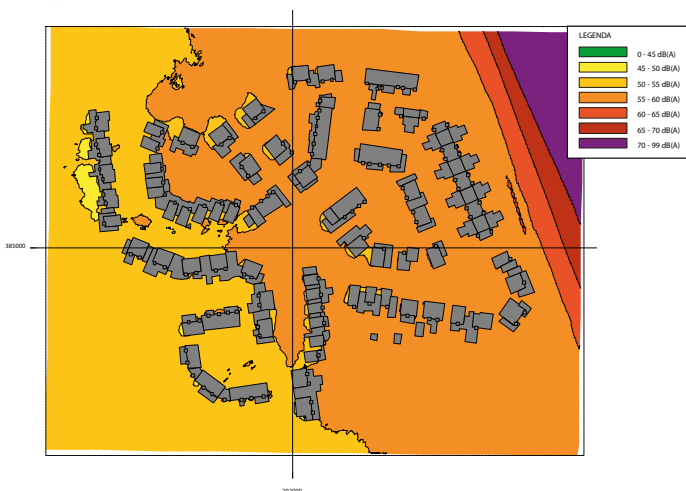 LEGENDA
0 - 45 dB(A)
45 - 50 dB(A)
50 - 55 dB(A)
55 - 60 dB(A)
60 - 65 dB(A)
65 - 70 dB(A)
70 - 99 dB(A)
385000